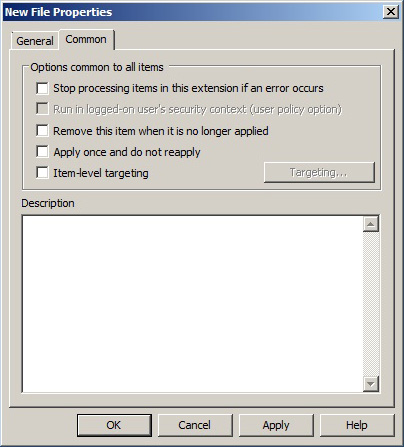 New File Properties
General Common
Options common to all items
Stop processing items in this extension if an error occurs
Run in logged-on user's security context (user policy option)
Remove this item when it is no longer applied
Apply once and do not reapply
Item-level targeting Targeting...
Description
OK Cancel Apply Help